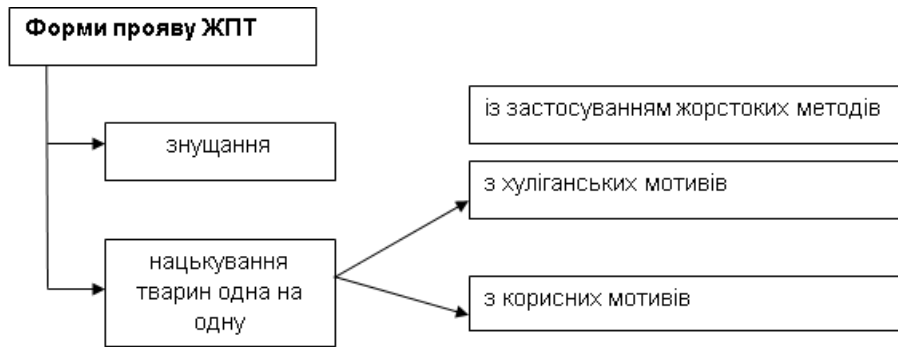 Форми прояву ЖПТ
знущання
із застосуванням жорстоких методів
з хуліганських мотивів
нацькування
тварин одна на
одну
з корисних мотивів